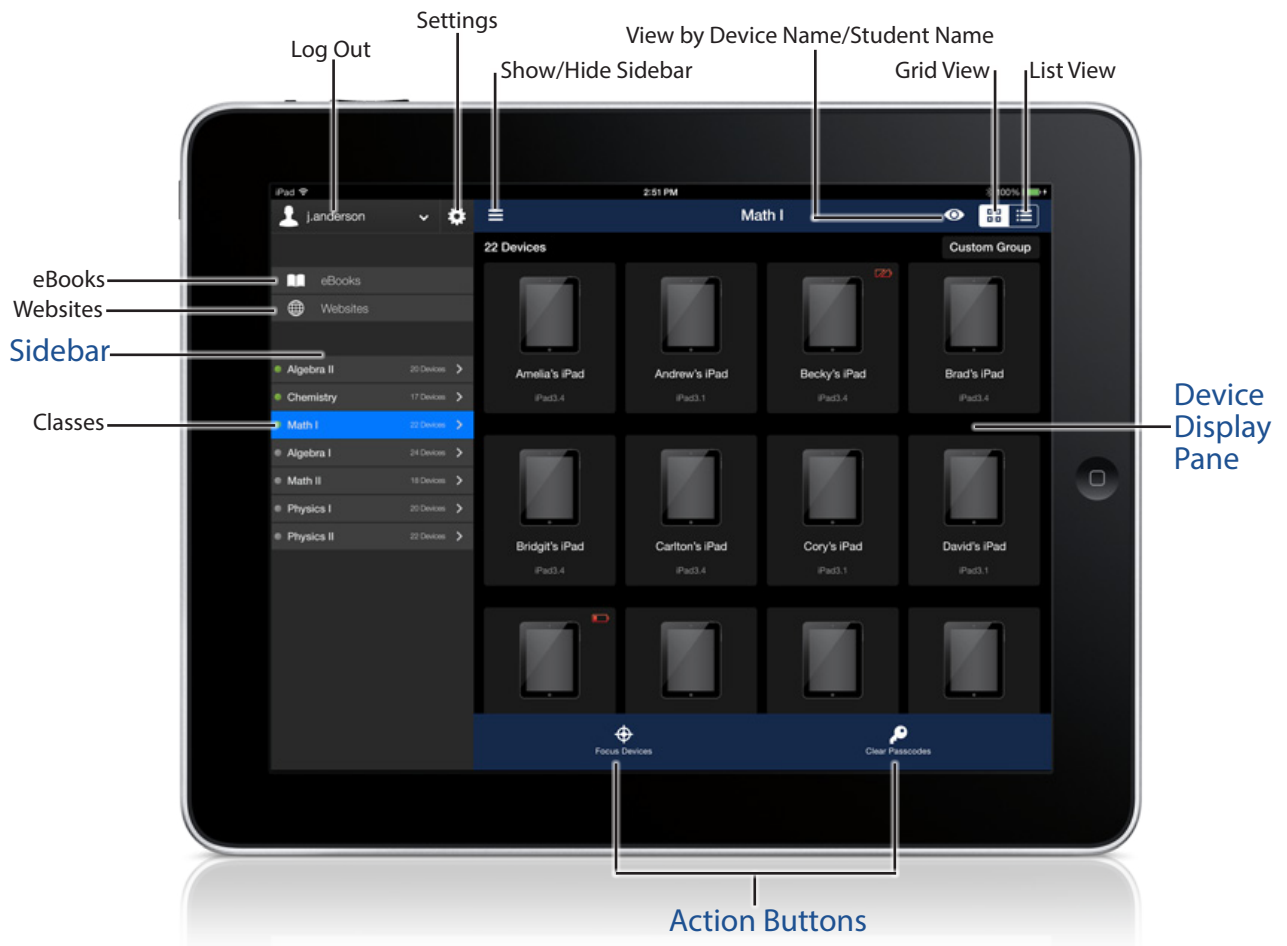 Settings
Log Out
View by Device Name/Student Name
Show/Hide Sidebar
Grid View
List View
iPad
2:51 PM
100%
j.anderson
Math I
22 Devices
Custom Group
eBooks
eBooks
Websites
Websites
Sidebar
Classes
Algebra II 20 Devices
Chemistry 17 Devices
Math I 22 Devices
Algebra I 24 Devices
Math II 18 Devices
Physics I 20 Devices
Physics II 22 Devices
Amelia's iPad
Andrew's iPad
Becky's iPad
Brad's iPad
iPad3.4
iPad3.1
iPad3.4
iPad3.4
Device
Display
Pane
Bridgit's iPad
Carlton's iPad
Cory's iPad
David's iPad
iPad3.4
iPad3.4
iPad3.1
iPad3.1
Focus Devices
Clear Passcodes
Action Buttons